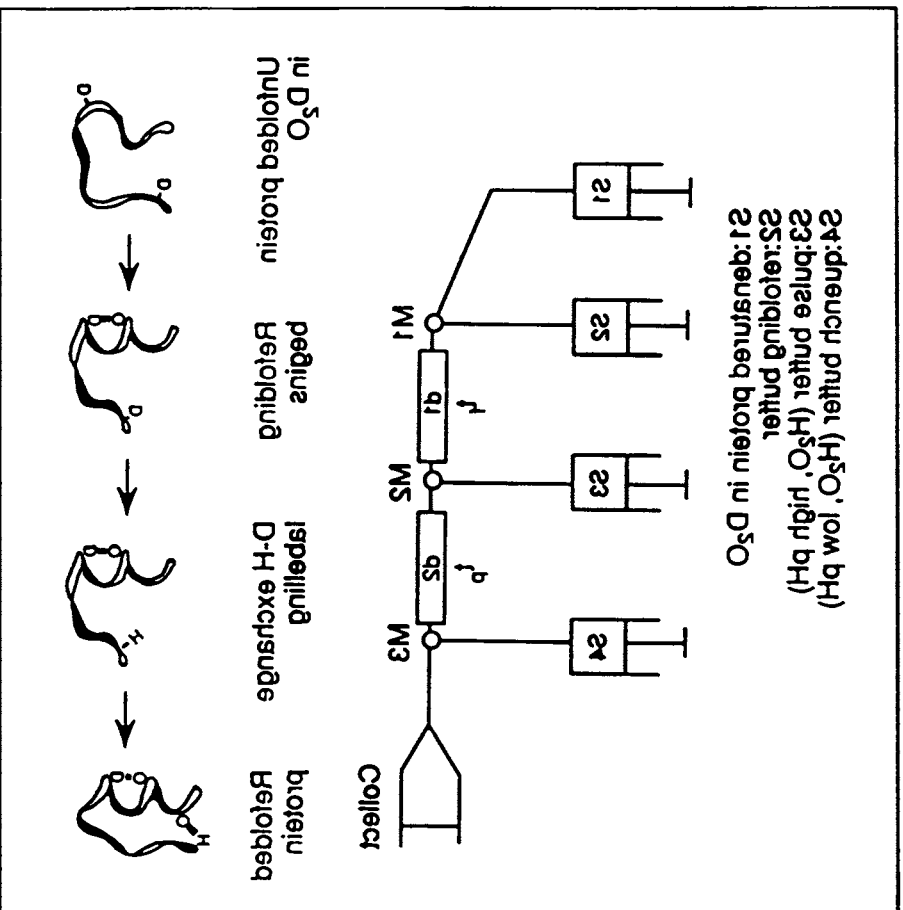 D
D
D
H
D
H
Unfolded protein
in D₂O
Refolding
begins
D-H exchange
labelling
Refolded
protein
Collect
M1
M2
M3
d1
d2
tr
tp
S1
S2
S3
S4
S1:denatured protein in D₂O
S2:refolding buffer
S3:pulse buffer (H₂O, high pH)
S4:quench buffer (H₂O, low pH)